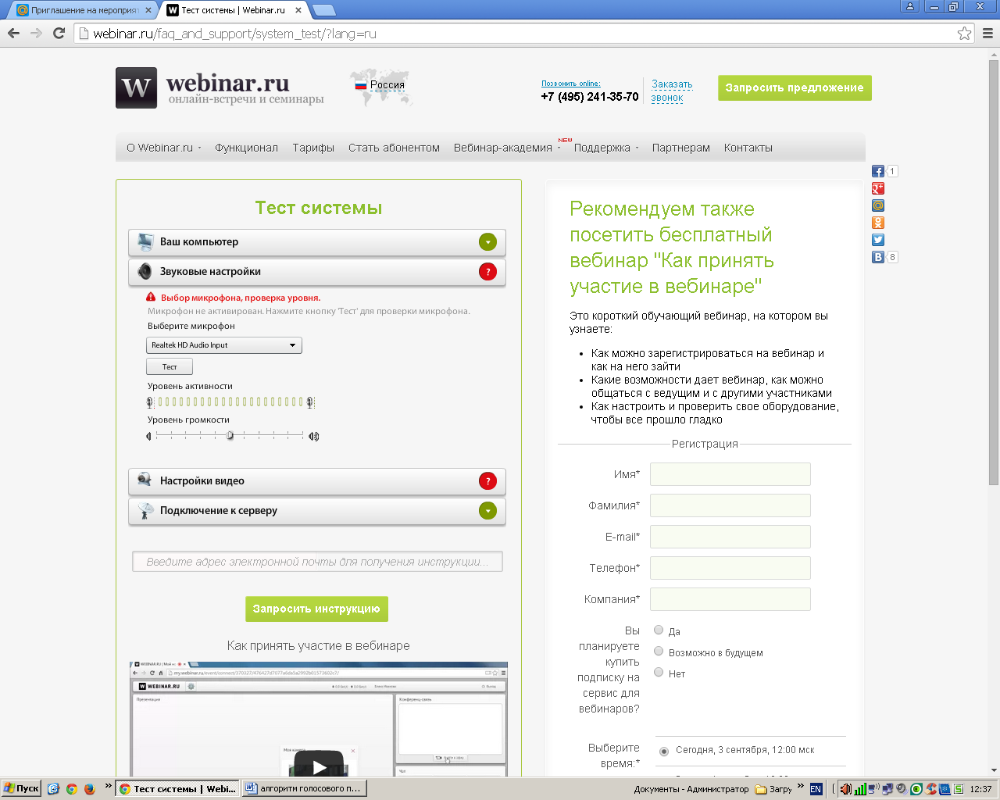 Приглашение на мероприят
Тест системы | Webinar.ru
webinar.ru/faq_and_support/system_test/?lang=ru
W webinar.ru
онлайн-встречи и семинары
Россия
Позвонить online:
+7 (495) 241-35-70
Заказать
звонок
Запросить предложение
О Webinar.ru Функционал Тарифы Стать абонентом Вебинар-академия NEW Поддержка Партнерам Контакты
1
8
Тест системы
Ваш компьютер
Звуковые настройки ?
Выбор микрофона, проверка уровня.
Микрофон не активирован. Нажмите кнопку 'Тест' для проверки микрофона.
Выберите микрофон
Realtek HD Audio Input
Тест
Уровень активности
Уровень громкости
Настройки видео ?
Подключение к серверу
Введите адрес электронной почты для получения инструкции...
Запросить инструкцию
Как принять участие в вебинаре
WEBINAR.RU
Презентация
Конференц-связь
Чат
Рекомендуем также
посетить бесплатный
вебинар "Как принять
участие в вебинаре"
Это короткий обучающий вебинар, на котором вы
узнаете:
• Как можно зарегистрироваться на вебинар и
как на него зайти
• Какие возможности дает вебинар, как можно
общаться с ведущим и с другими участниками
• Как настроить и проверить свое оборудование,
чтобы все прошло гладко
Регистрация
Имя*
Фамилия*
E-mail*
Телефон*
Компания*
Вы
планируете
купить
подписку на
сервис для
вебинаров?
Да
Возможно в будущем
Нет
Выберите
время:*
Сегодня, 3 сентября, 12:00 мск
Пуск
Тест системы | Webi...
алгоритм голосового п...
Документы - Администратор
Загру
EN
12:37